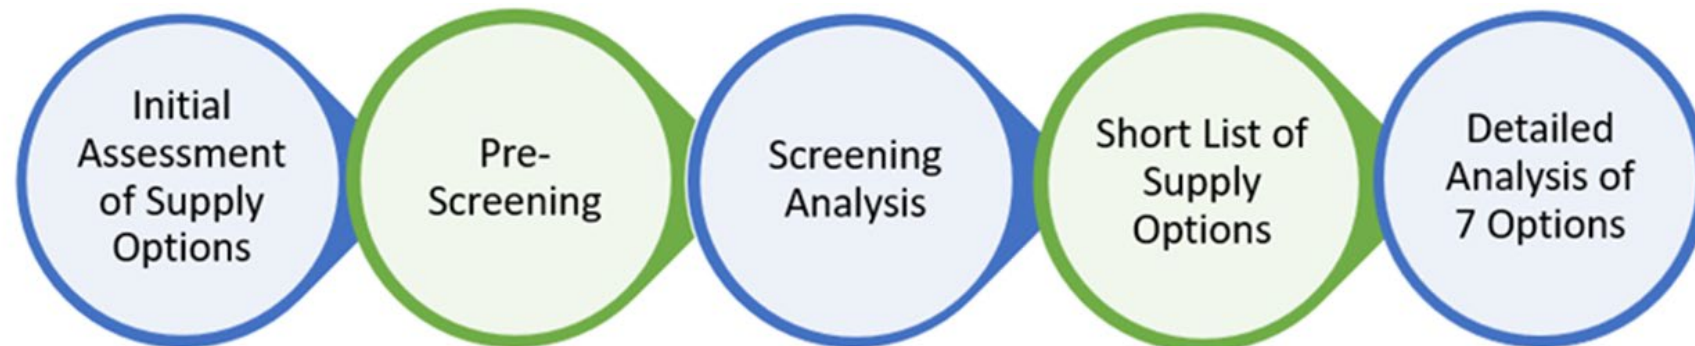 Initial
Assessment
of Supply
Options
Pre-
Screening
Screening
Analysis
Short List of
Supply
Options
Detailed
Analysis of
7 Options